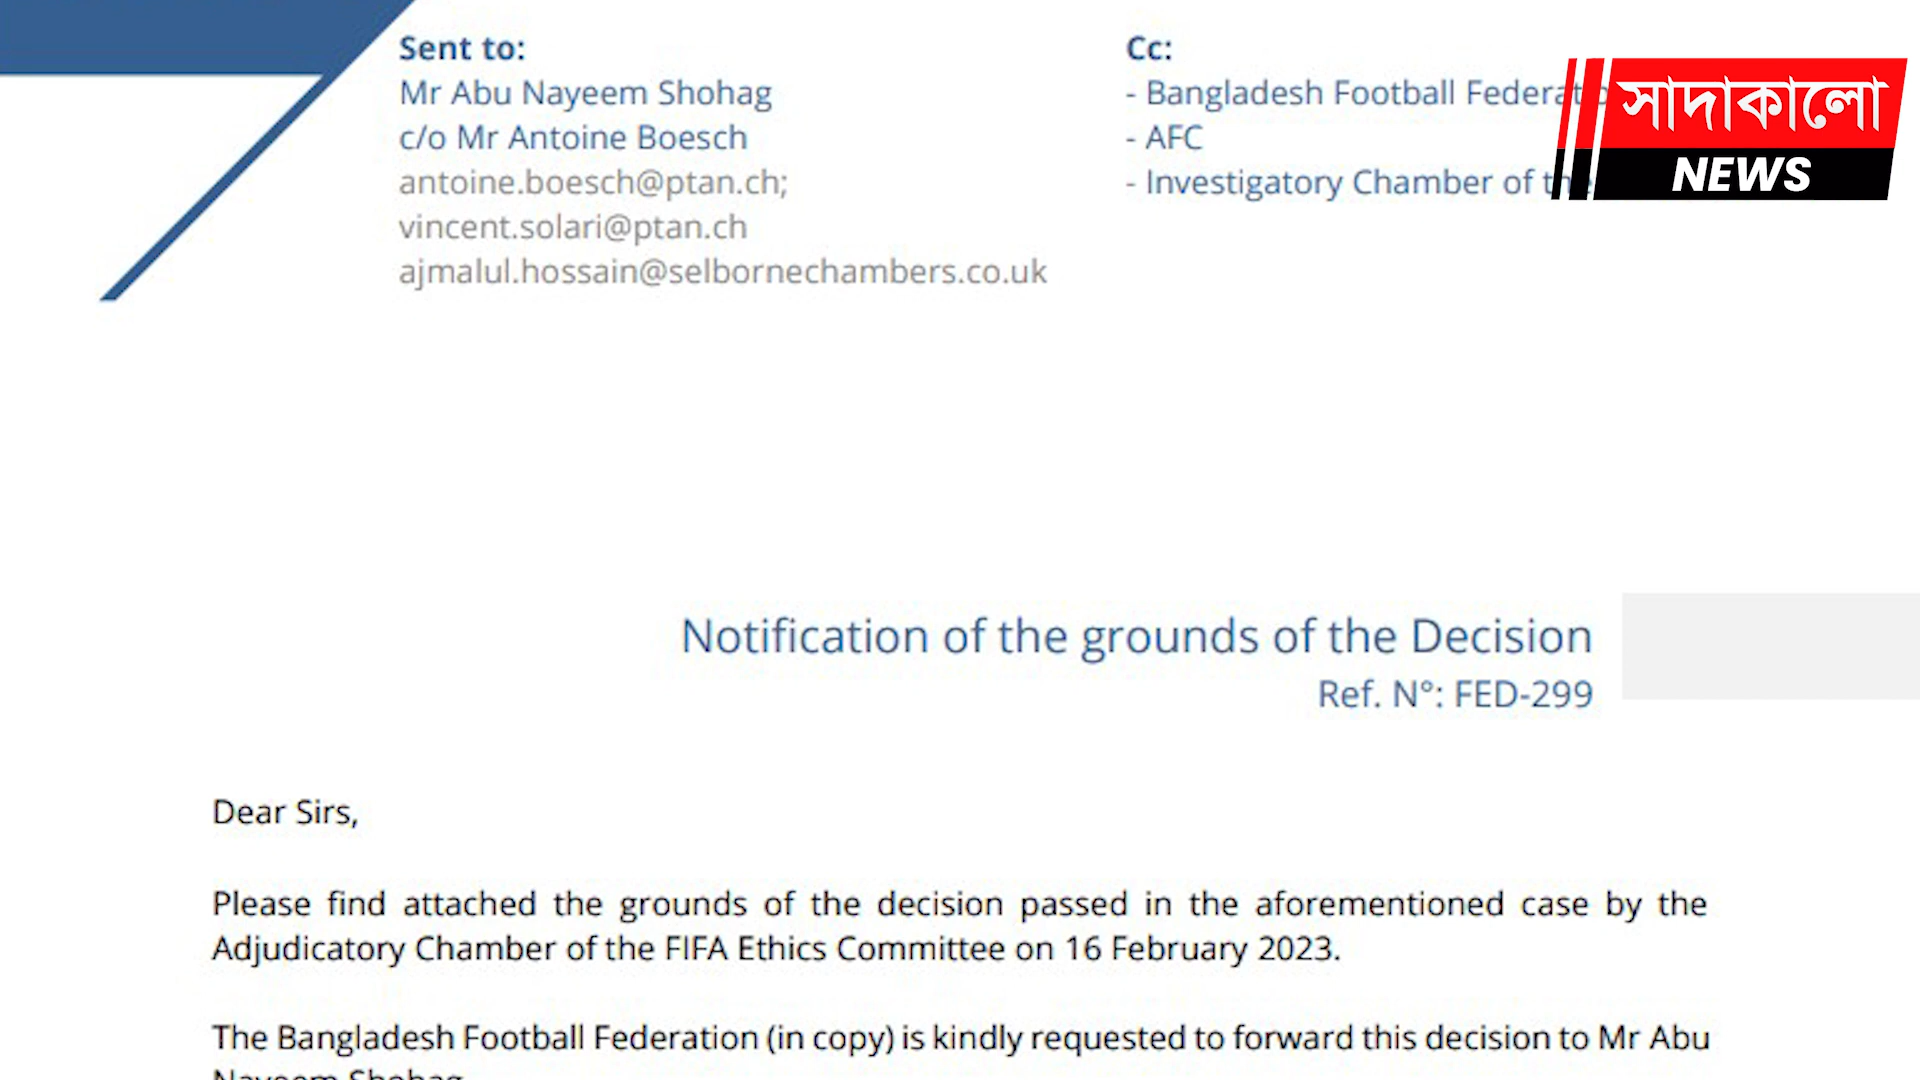 Sent to:
Mr Abu Nayeem Shohag
c/o Mr Antoine Boesch
antoine.boesch@ptan.ch;
vincent.solari@ptan.ch
ajmalul.hossain@selbornechambers.co.uk
Cc:
- Bangladesh Football
- AFC
- Investigatory Chamber of the
সাদাকালো
NEWS
Notification of the grounds of the Decision
Ref. N°: FED-299
Dear Sirs,
Please find attached the grounds of the decision passed in the aforementioned case by the
Adjudicatory Chamber of the FIFA Ethics Committee on 16 February 2023.
The Bangladesh Football Federation (in copy) is kindly requested to forward this decision to Mr Abu
Nayeem Shohag